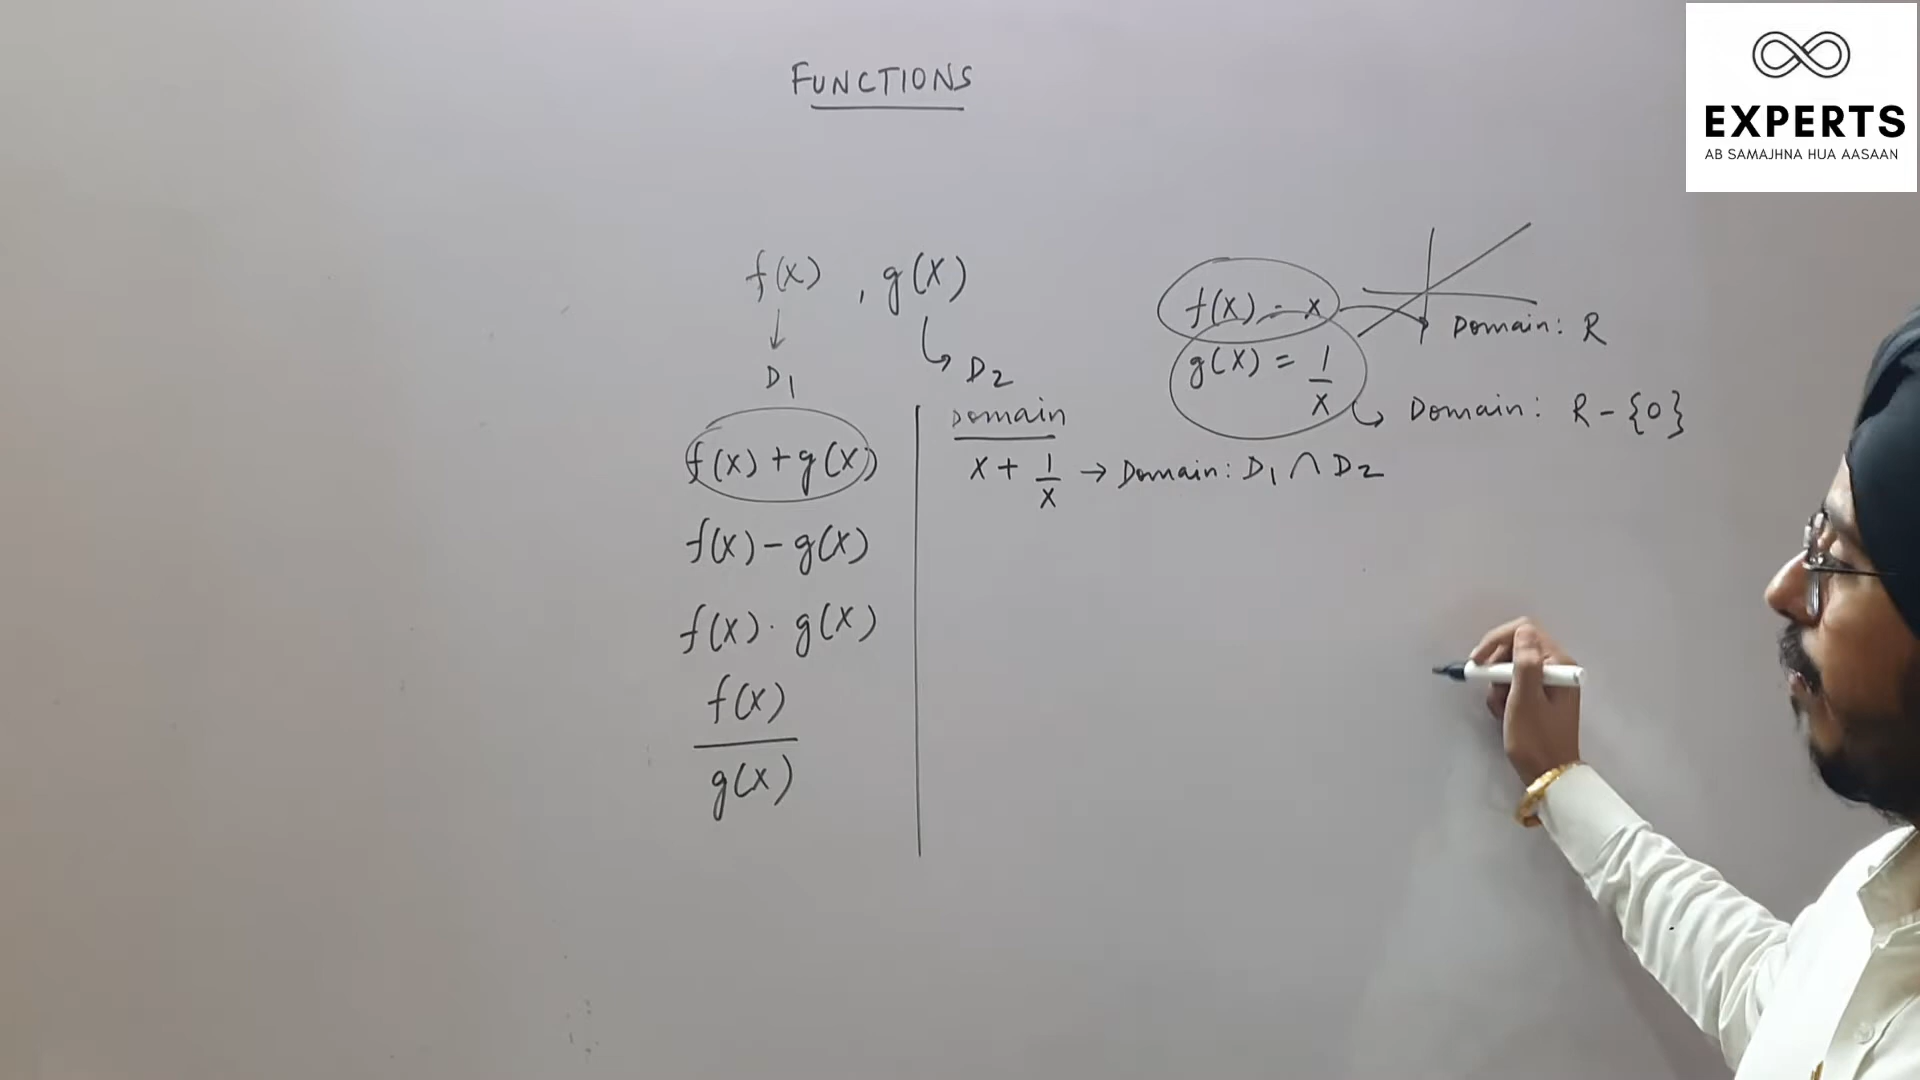 EXPERTS
AB SAMAJHNA HUA AASAAN
FUNCTIONS
f(x) , g(x)
D1
D2
f(x) = x
Domain: R
g(x) = 1/x
Domain: R - {0}
Domain
f(x) + g(x)
x + 1/x → Domain: D1 ∩ D2
f(x) - g(x)
f(x) · g(x)
f(x)
g(x)